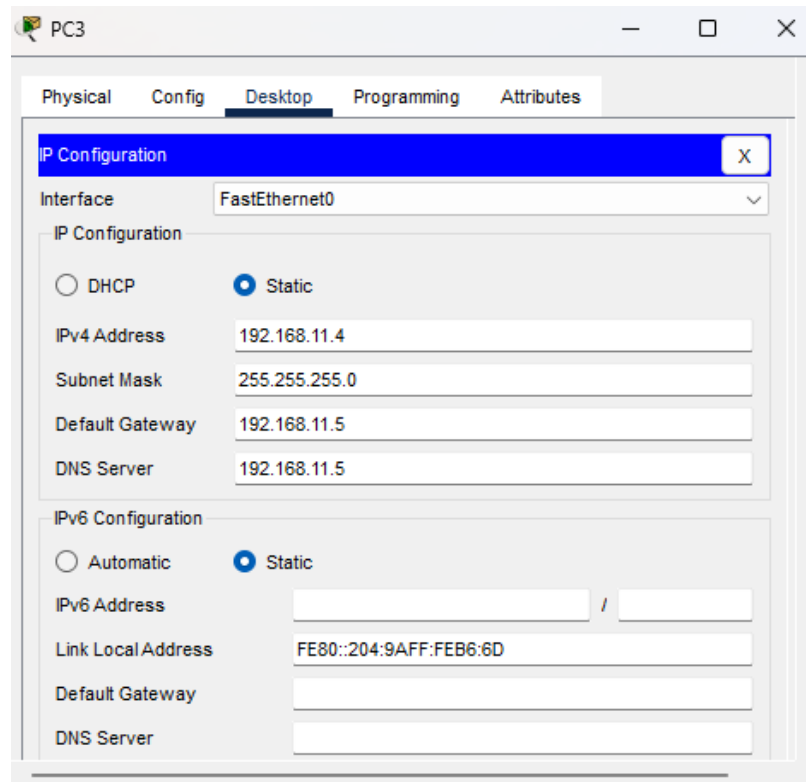 PC3
Physical Config Desktop Programming Attributes
IP Configuration X
Interface FastEthernet0
IP Configuration
DHCP Static
IPv4 Address 192.168.11.4
Subnet Mask 255.255.255.0
Default Gateway 192.168.11.5
DNS Server 192.168.11.5
IPv6 Configuration
Automatic Static
IPv6 Address /
Link Local Address FE80::204:9AFF:FEB6:6D
Default Gateway
DNS Server